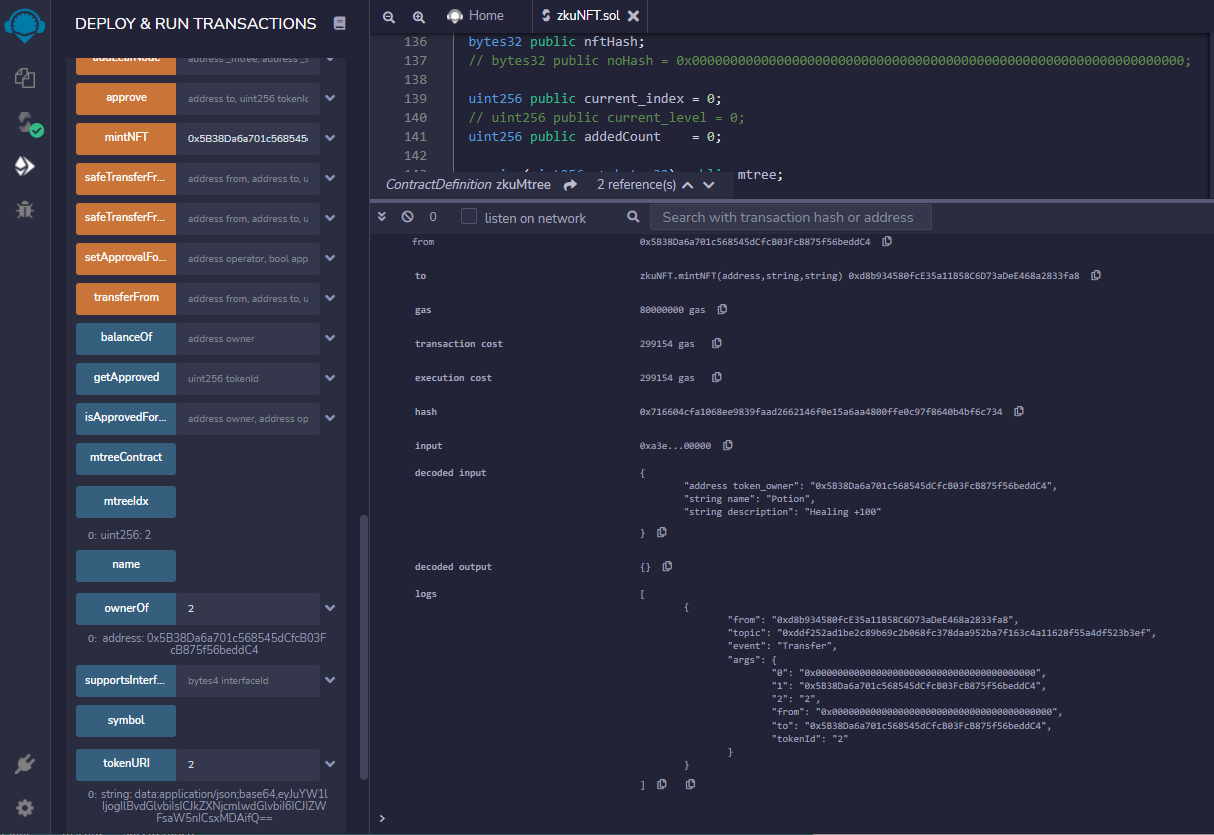 DEPLOY & RUN TRANSACTIONS
addLeafNode address _mtree, address _s
approve address to, uint256 tokenId
mintNFT 0x5B38Da6a701c568545
safeTransferFr... address from, address to, u
safeTransferFr... address from, address to, u
setApprovalFo... address operator, bool app
transferFrom address from, address to, u
balanceOf address owner
getApproved uint256 tokenId
isApprovedFor... address owner, address op
mtreeContract
mtreeIdx
0: uint256: 2
name
ownerOf 2
0: address: 0x5B38Da6a701c568545dCfcB03F
cB875f56beddC4
supportsInterf... bytes4 interfaceId
symbol
tokenURI 2
0: string: data:application/json;base64,eyJuYW1l
IjogIlBvdGlvbiIsICJkZXNjcmlwdGlvbiI6ICJIZW
FsaW5nICsxMDAifQ==
Home
zkuNFT.sol
136 bytes32 public nftHash;
137 // bytes32 public noHash = 0x0000000000000000000000000000000000000000000000000000000000000000;
138
139 uint256 public current_index = 0;
140 // uint256 public current_level = 0;
141 uint256 public addedCount = 0;
142
mtree;
ContractDefinition zkuMtree 2 reference(s)
0 listen on network Search with transaction hash or address
from 0x5B38Da6a701c568545dCfcB03FcB875f56beddC4
to zkuNFT.mintNFT(address,string,string) 0xd8b934580fcE35a11B58C6D73aDeE468a2833fa8
gas 80000000 gas
transaction cost 299154 gas
execution cost 299154 gas
hash 0x716604cfa1068ee9839faad2662146f0e15a6aa4800ffe0c97f8640b4bf6c734
input 0xa3e...00000
decoded input {
"address token_owner": "0x5B38Da6a701c568545dCfcB03FcB875f56beddC4",
"string name": "Potion",
"string description": "Healing +100"
}
decoded output {}
logs [
{
"from": "0xd8b934580fcE35a11B58C6D73aDeE468a2833fa8",
"topic": "0xddf252ad1be2c89b69c2b068fc378daa952ba7f163c4a11628f55a4df523b3ef",
"event": "Transfer",
"args": {
"0": "0x0000000000000000000000000000000000000000",
"1": "0x5B38Da6a701c568545dCfcB03FcB875f56beddC4",
"2": "2",
"from": "0x0000000000000000000000000000000000000000",
"to": "0x5B38Da6a701c568545dCfcB03FcB875f56beddC4",
"tokenId": "2"
}
}
]
>